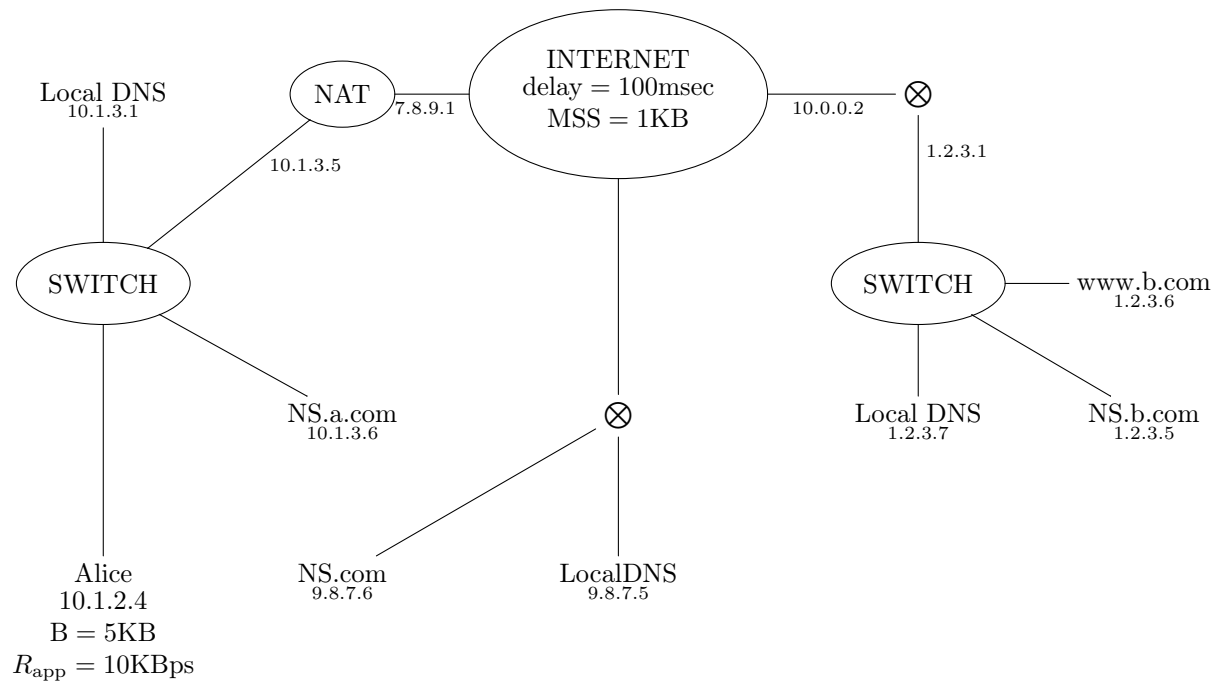 INTERNET
delay = 100msec
MSS = 1KB
Local DNS
10.1.3.1
NAT
7.8.9.1
10.0.0.2
10.1.3.5
1.2.3.1
SWITCH
SWITCH
www.b.com
1.2.3.6
NS.a.com
10.1.3.6
Local DNS
1.2.3.7
NS.b.com
1.2.3.5
Alice
10.1.2.4
B = 5KB
R_app = 10KBps
NS.com
9.8.7.6
LocalDNS
9.8.7.5